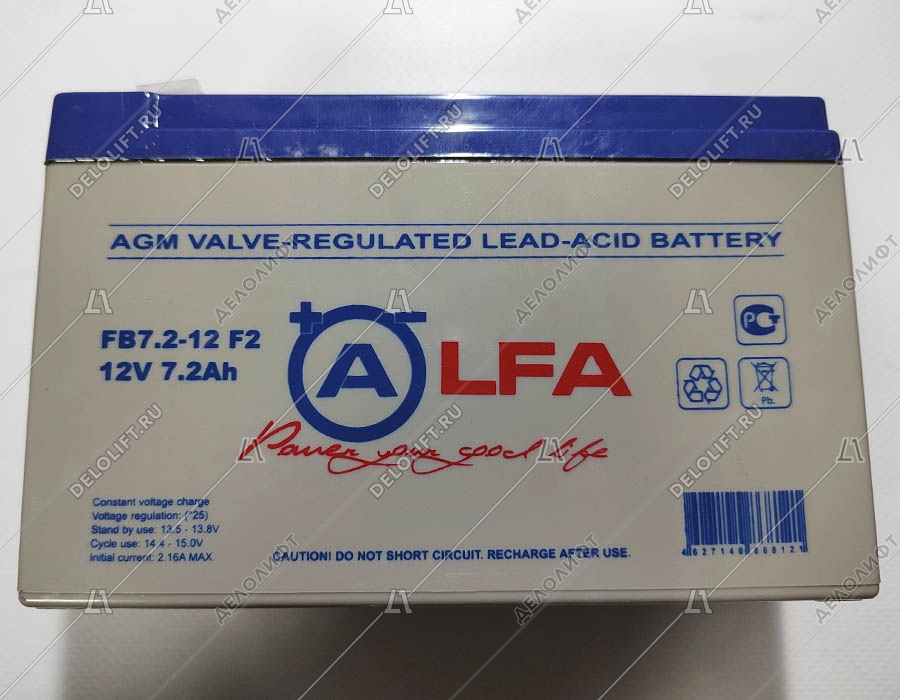 AGM VALVE-REGULATED LEAD-ACID BATTERY
FB7.2-12 F2
12V 7.2Ah
ALFA
Power your good life
РСТ
Pb.
Constant voltage charge
Voltage regulation: (°25)
Stand by use: 13.5 - 13.8V
Cycle use: 14.4 - 15.0V
Initial current: 2.16A MAX.
CAUTION! DO NOT SHORT CIRCUIT. RECHARGE AFTER USE.
DELOLIFT.RU
ДЕЛОЛИФТ